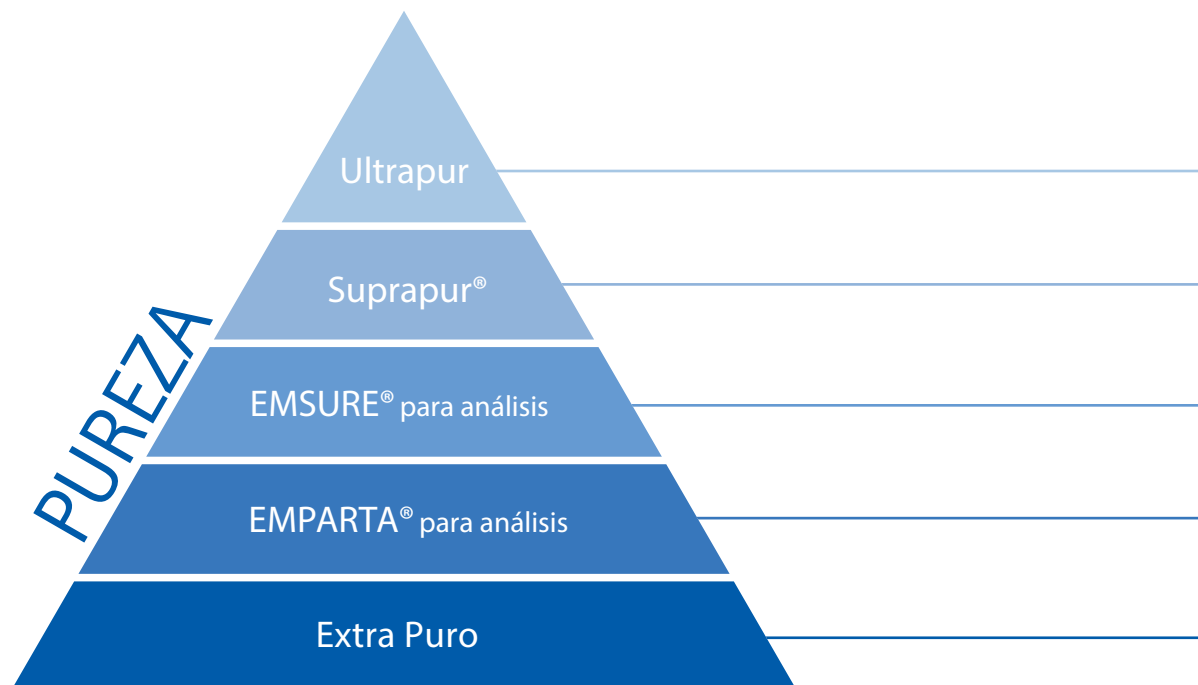 Ultrapur
Suprapur®
PUREZA
EMSURE® para análisis
EMPARTA® para análisis
Extra Puro